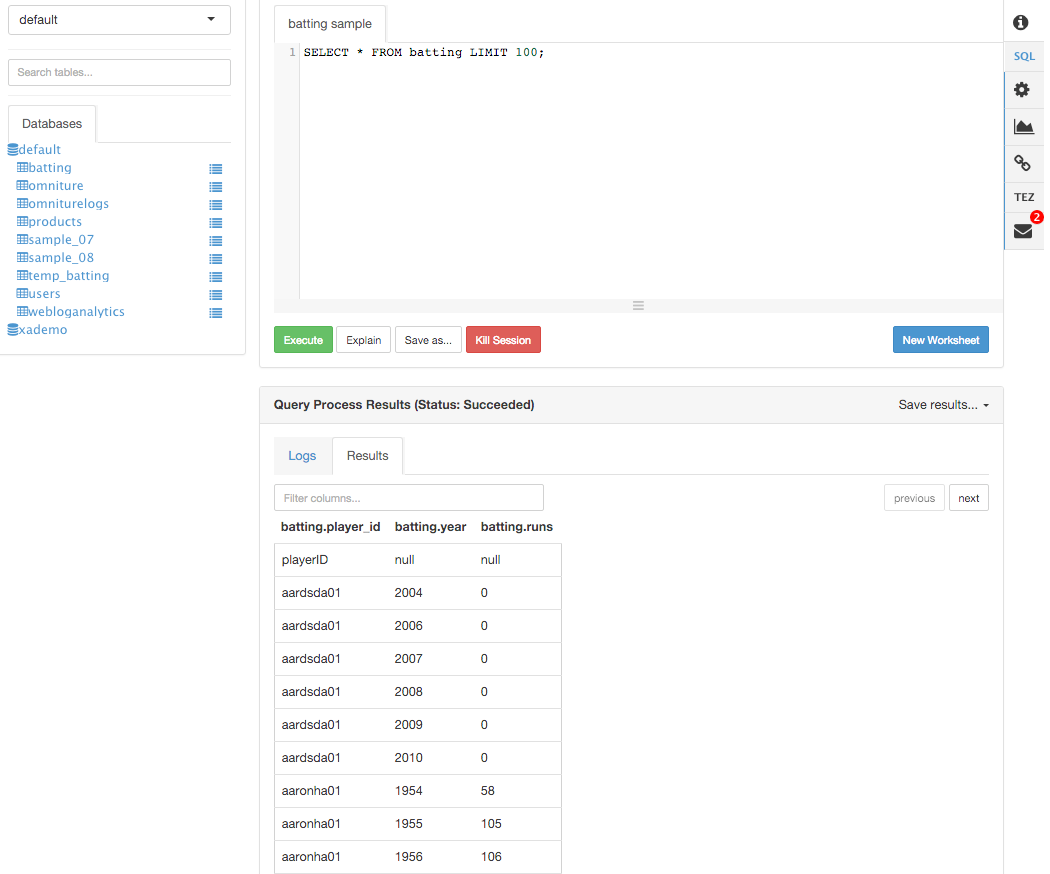 default
Search tables...
Databases
default
batting
omniture
omniturelogs
products
sample_07
sample_08
temp_batting
users
webloganalytics
xademo
batting sample
1 SELECT * FROM batting LIMIT 100;
Execute Explain Save as... Kill Session New Worksheet
Query Process Results (Status: Succeeded) Save results...
Logs Results
Filter columns... previous next
batting.player_id batting.year batting.runs
playerID null null
aardsda01 2004 0
aardsda01 2006 0
aardsda01 2007 0
aardsda01 2008 0
aardsda01 2009 0
aardsda01 2010 0
aaronha01 1954 58
aaronha01 1955 105
aaronha01 1956 106
SQL
TEZ
2